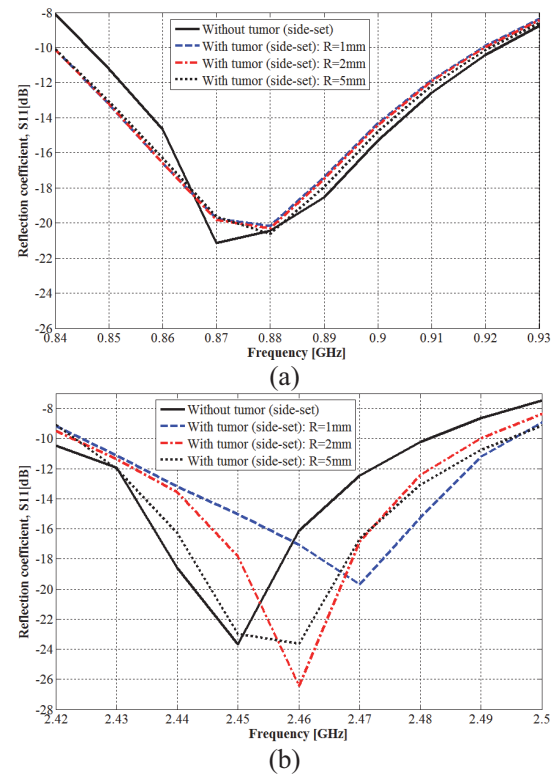 -8
-10
-12
-14
-16
-18
-20
-22
-24
-26
Reflection coefficient, S11[dB]
Without tumor (side-set)
With tumor (side-set): R=1mm
With tumor (side-set): R=2mm
With tumor (side-set): R=5mm
0.84 0.85 0.86 0.87 0.88 0.89 0.9 0.91 0.92 0.93
Frequency [GHz]
(a)
-8
-10
-12
-14
-16
-18
-20
-22
-24
-26
-28
Reflection coefficient, S11[dB]
Without tumor (side-set)
With tumor (side-set): R=1mm
With tumor (side-set): R=2mm
With tumor (side-set): R=5mm
2.42 2.43 2.44 2.45 2.46 2.47 2.48 2.49 2.5
Frequency [GHz]
(b)